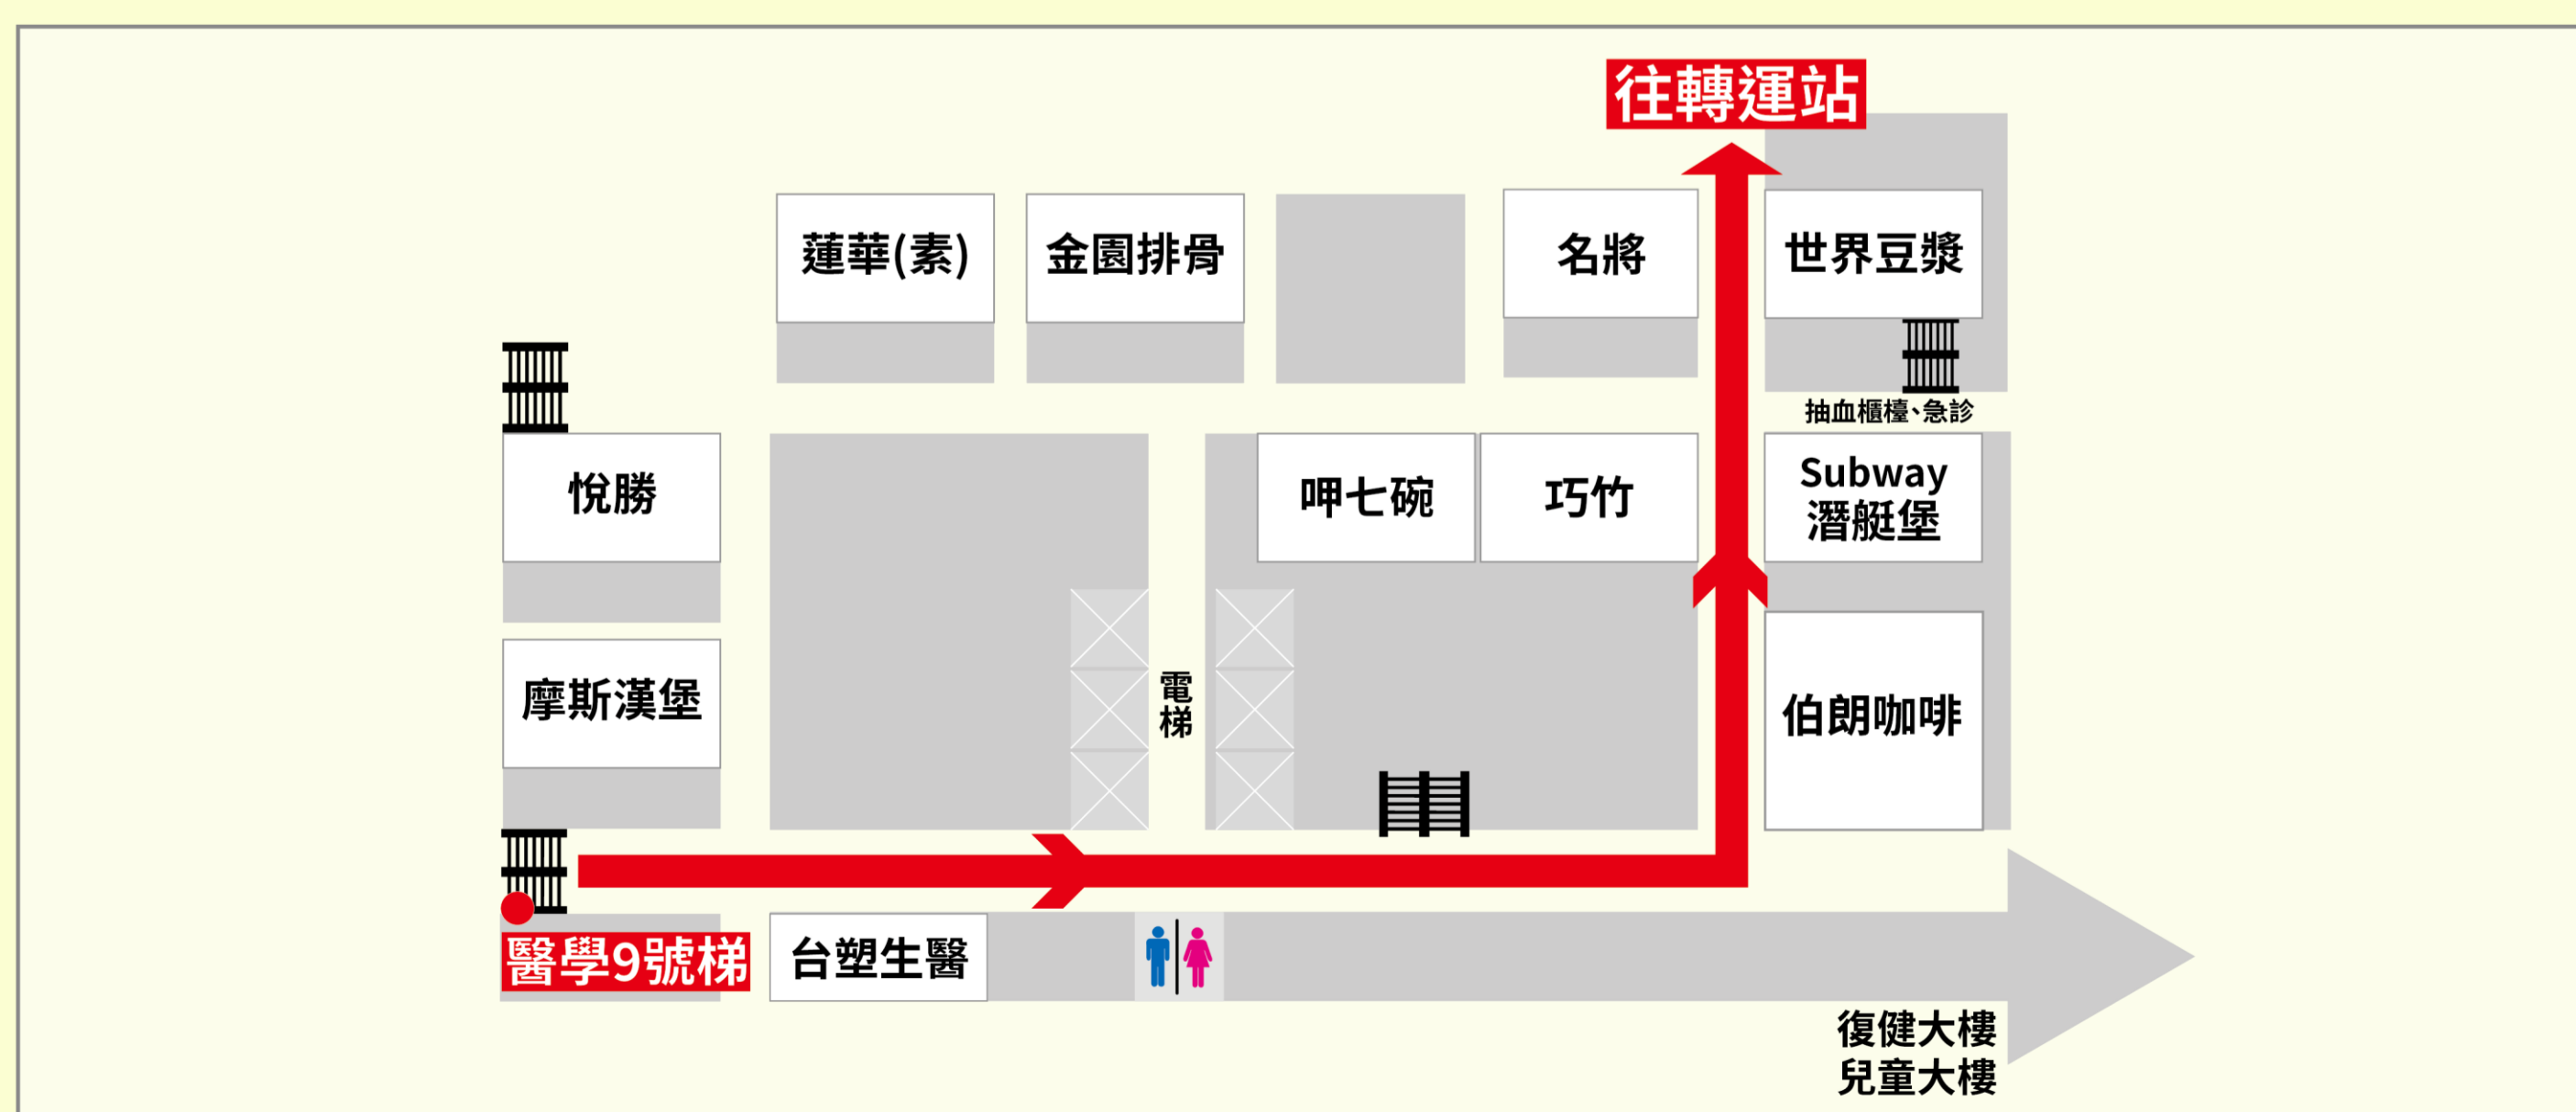 往轉運站
蓮華(素)
金園排骨
名將
世界豆漿
抽血櫃檯、急診
悅勝
呷七碗
巧竹
Subway
潛艇堡
摩斯漢堡
電
梯
伯朗咖啡
醫學9號梯
台塑生醫
復健大樓
兒童大樓